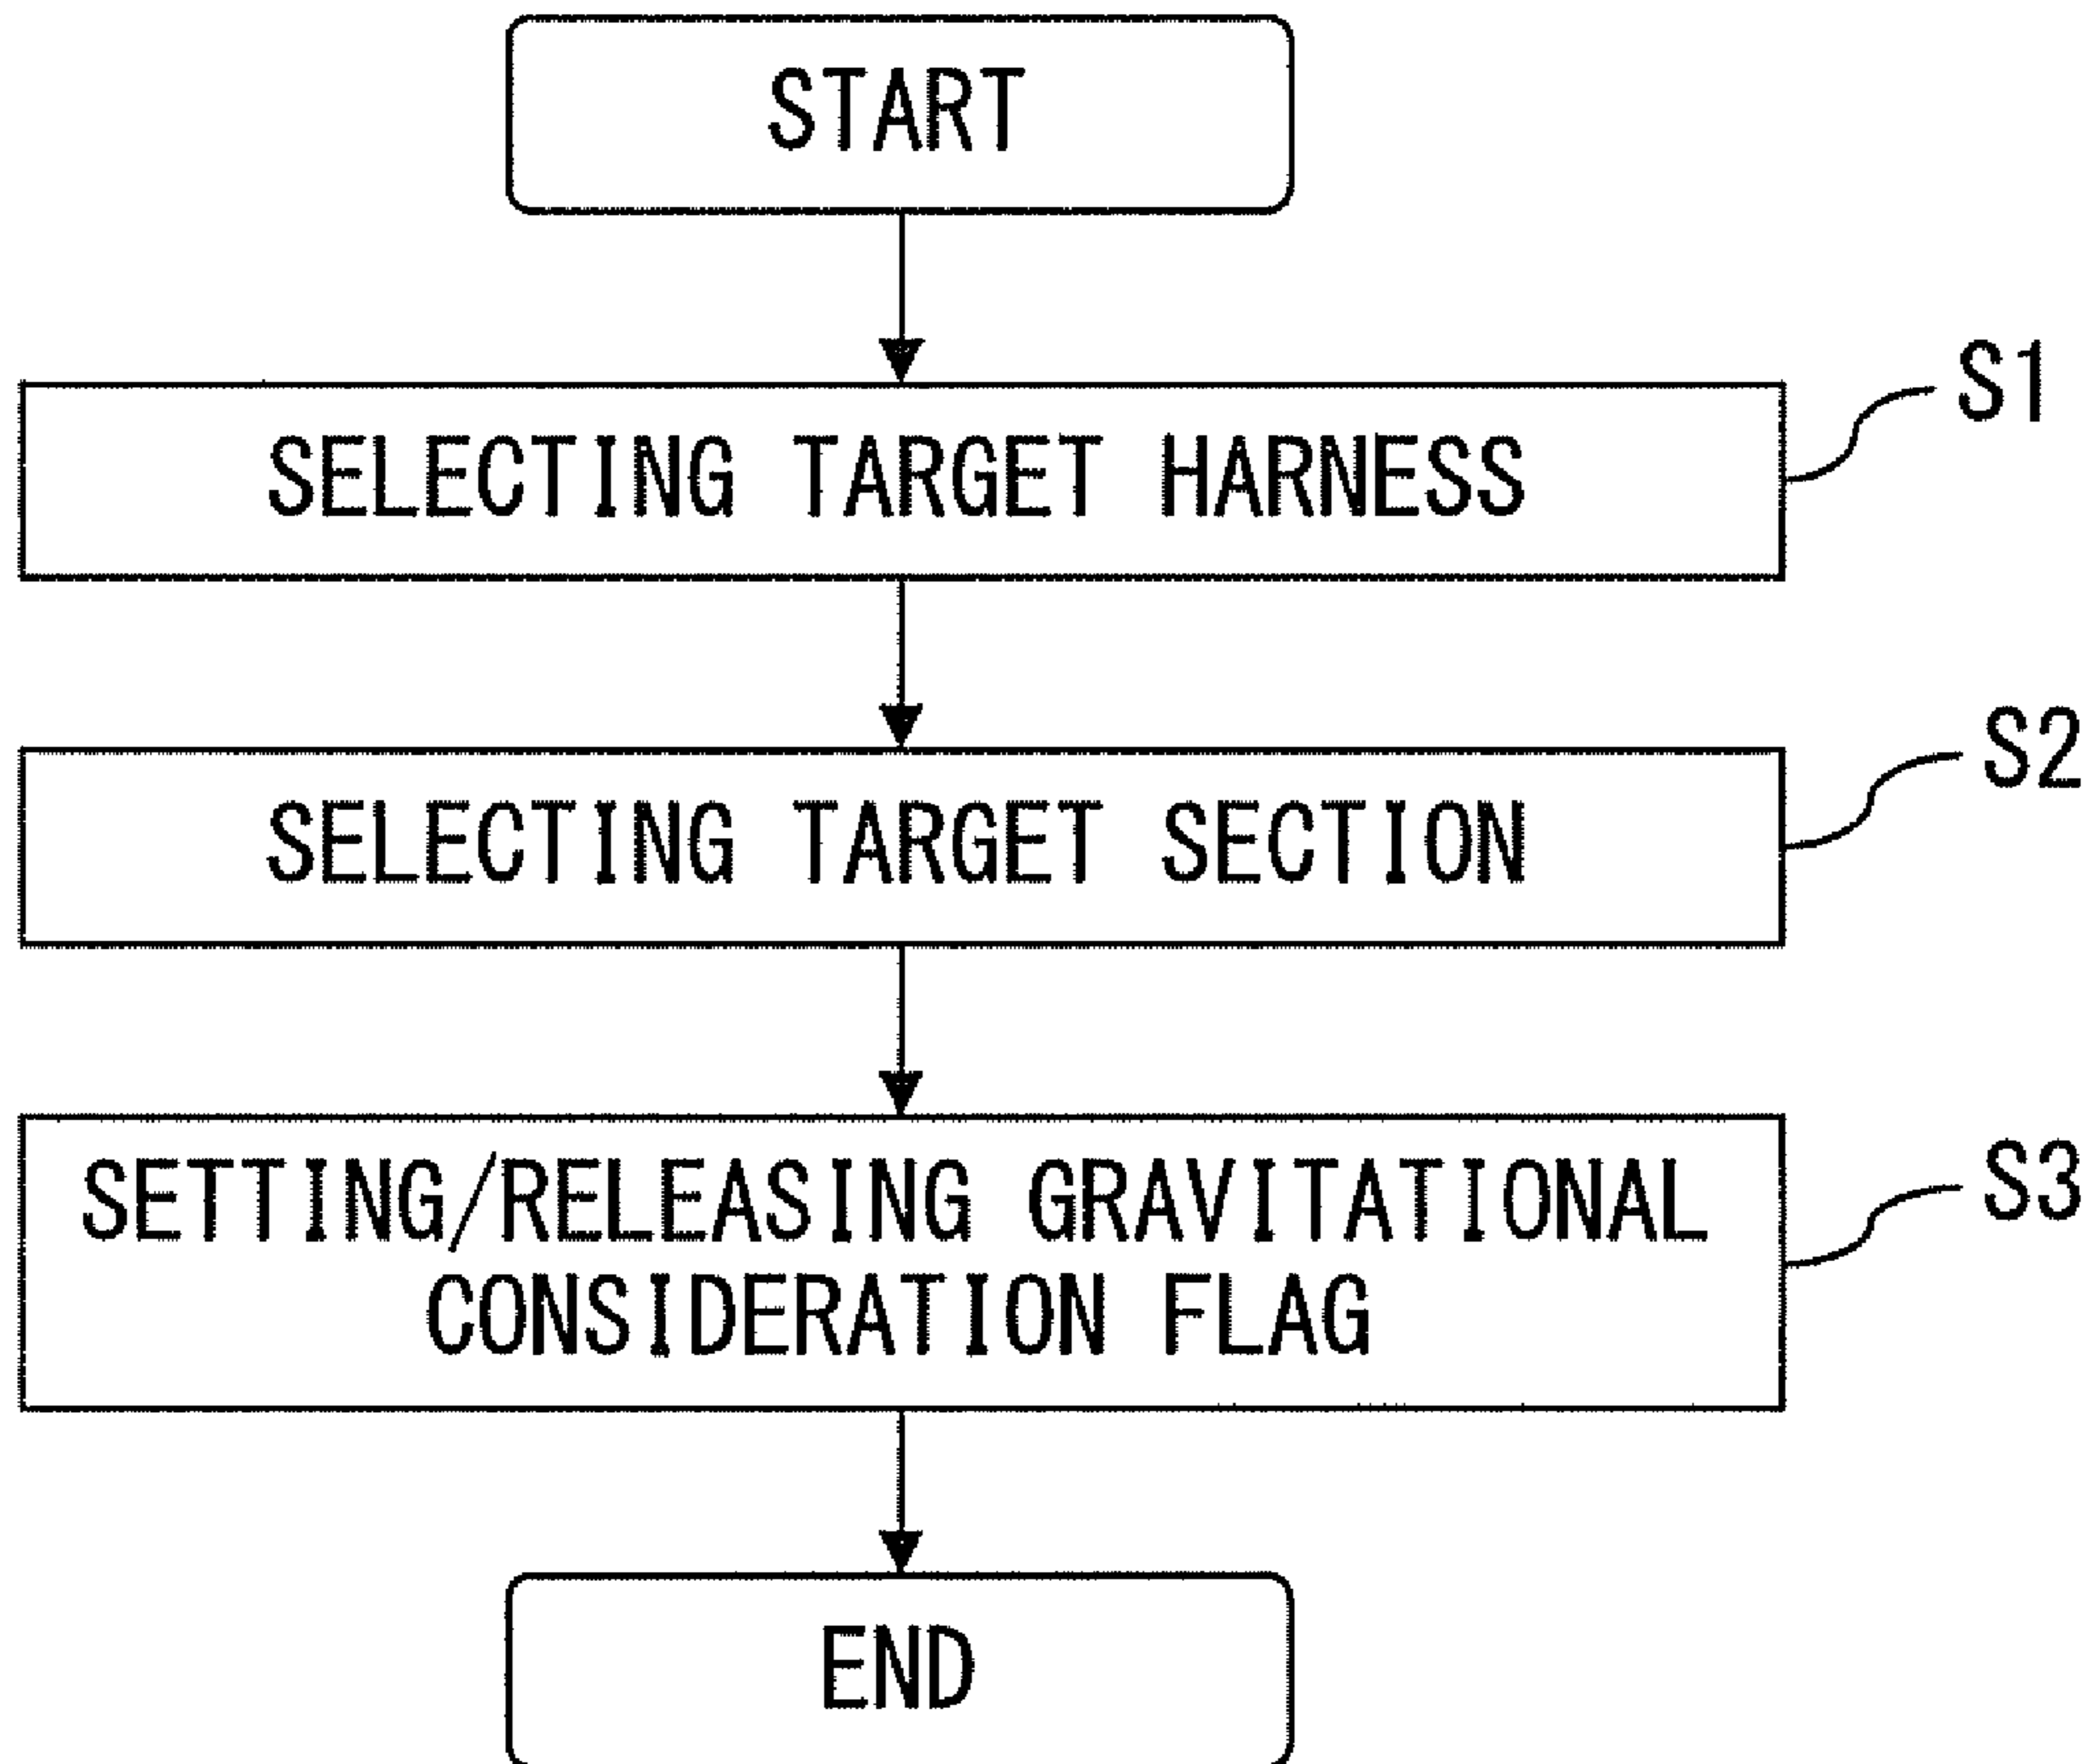 START
SELECTING TARGET HARNESS
S1
SELECTING TARGET SECTION
S2
SETTING/RELEASING GRAVITATIONAL
CONSIDERATION FLAG
S3
END